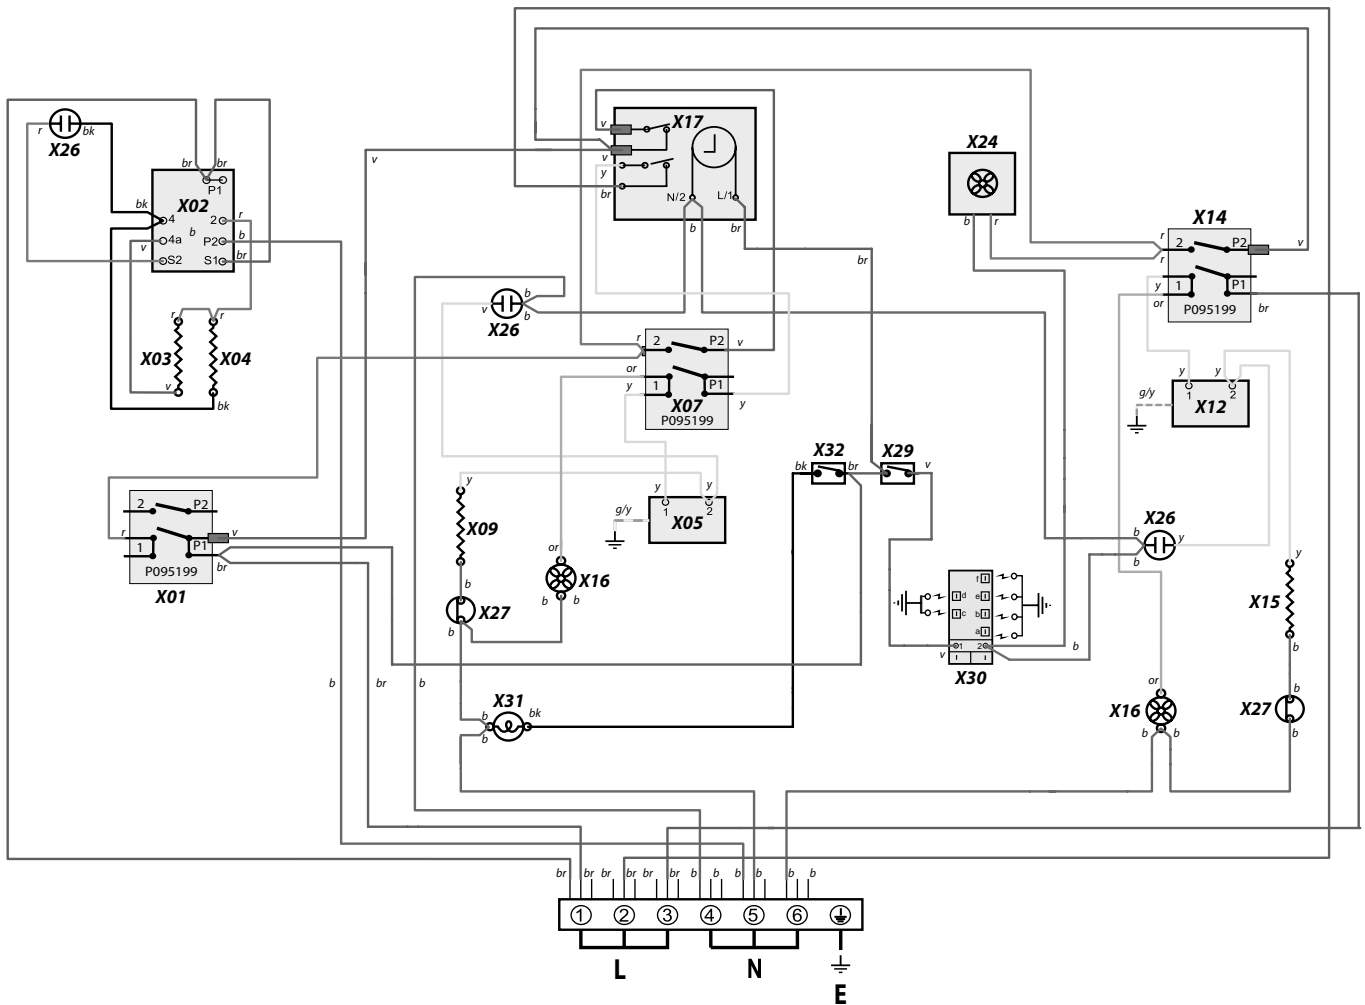 X26
r
bk
br
br
P1
X02
bk
4
2
r
b
v
4a
P2
b
S2
S1
br
r
r
X03
X04
v
bk
v
X17
v
v
y
br
N/2
L/1
b
br
br
X24
b
r
X14
r
2
P2
v
r
y
1
P1
or
P095199
br
b
v
b
X26
r
2
P2
v
or
y
1
P1
X07
y
P095199
y
y
g/y
1
2
X12
X32
X29
bk
br
v
2
P2
r
v
1
P1
P095199
br
X01
y
X09
y
y
g/y
1
2
X05
or
X16
b
b
b
X27
b
X26
b
y
b
y
X15
b
f
d
e
c
b
a
1
2
v
b
X30
b
br
b
X31
b
bk
b
or
X16
b
b
b
X27
b
br
br
br
br
br
b
b
b
b
b
b
1
2
3
4
5
6
L
N
E